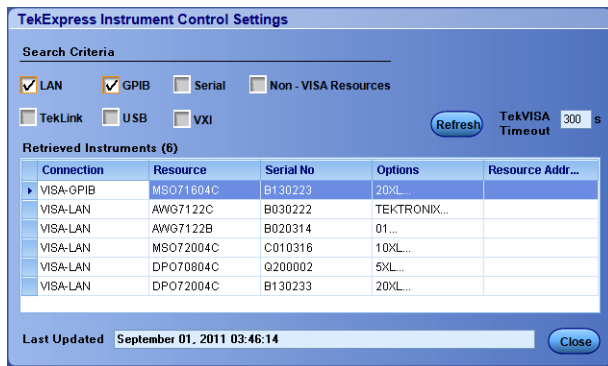 TekExpress Instrument Control Settings
Search Criteria
LAN GPIB Serial Non - VISA Resources
TekLink USB VXI
Refresh TekVISA Timeout 300 s
Retrieved Instruments (6)
Connection Resource Serial No Options Resource Addr...
VISA-GPIB MSO71604C B130223 20XL...
VISA-LAN AWG7122C B030222 TEKTRONIX...
VISA-LAN AWG7122B B020314 01...
VISA-LAN MSO72004C C010316 10XL...
VISA-LAN DPO70804C Q200002 5XL...
VISA-LAN DPO72004C B130233 20XL...
Last Updated September 01, 2011 03:46:14 Close